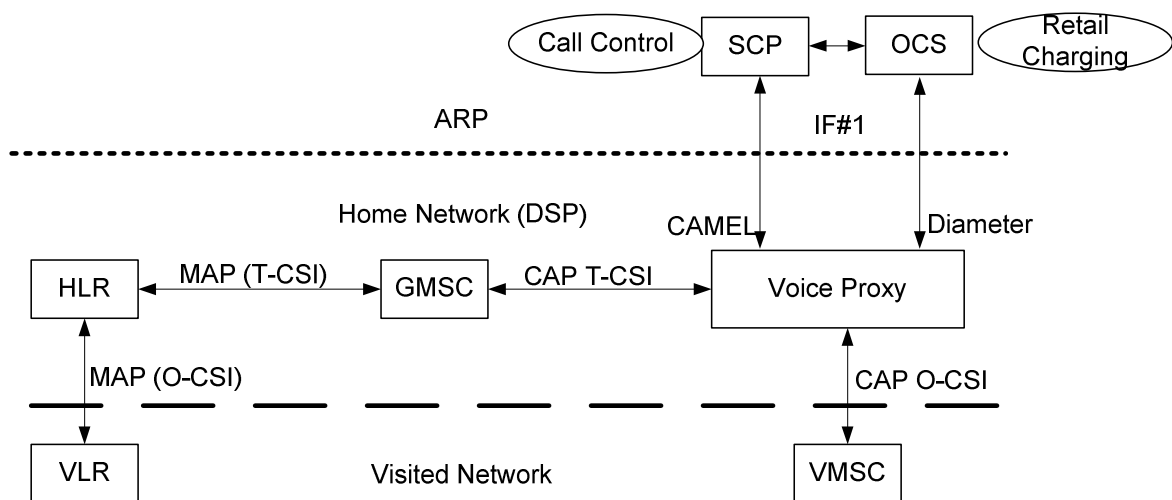 Call Control
SCP
OCS
Retail
Charging
ARP
IF#1
Home Network (DSP)
CAMEL
Diameter
HLR
MAP (T-CSI)
GMSC
CAP T-CSI
Voice Proxy
MAP (O-CSI)
CAP O-CSI
VLR
Visited Network
VMSC